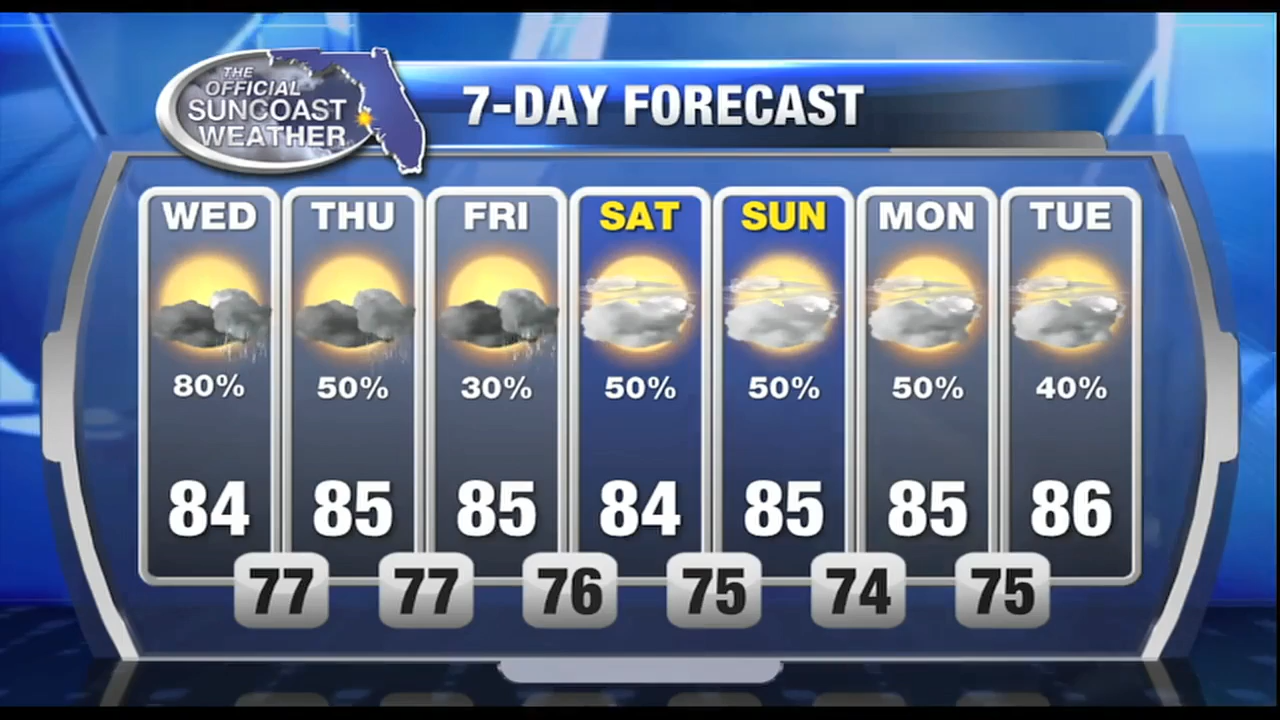 THE
OFFICIAL
SUNCOAST
WEATHER
7-DAY FORECAST
WED THU FRI SAT SUN MON TUE
80% 50% 30% 50% 50% 50% 40%
84 85 85 84 85 85 86
77 77 76 75 74 75